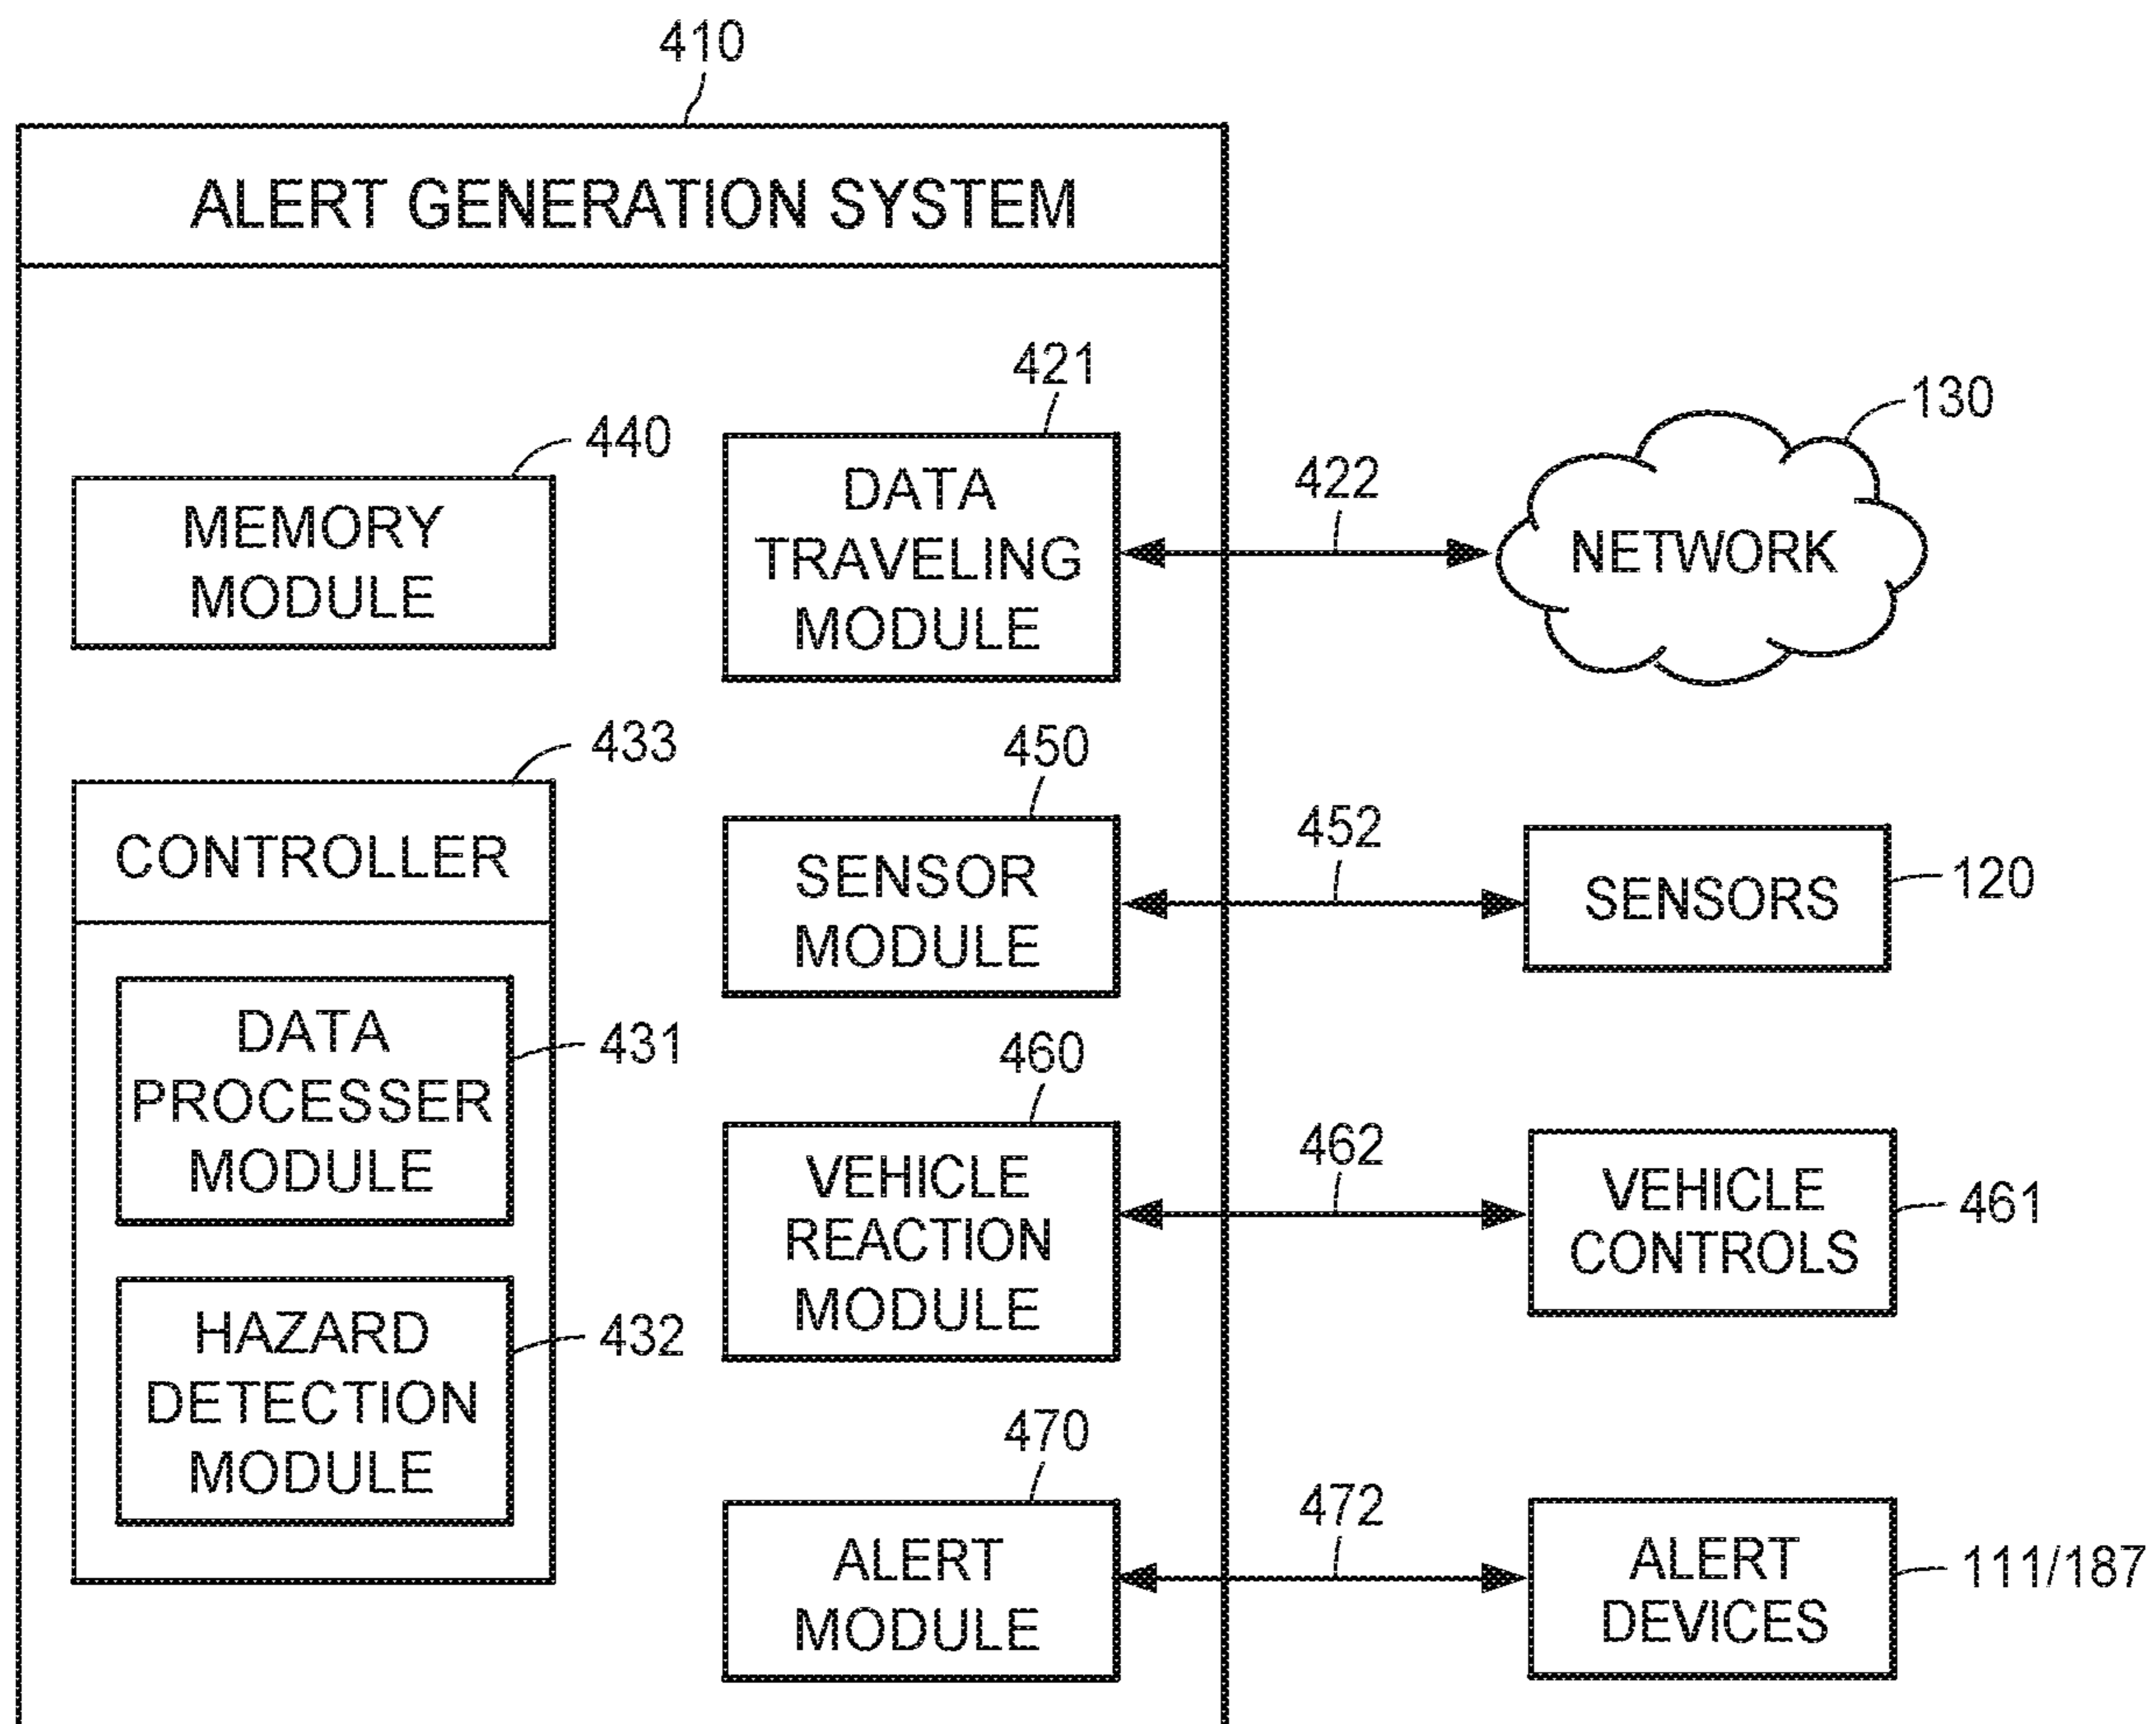 410
ALERT GENERATION SYSTEM
421
130
440
DATA
TRAVELING
MODULE
422
NETWORK
MEMORY
MODULE
433
450
CONTROLLER
SENSOR
MODULE
452
SENSORS
120
DATA
PROCESSER
MODULE
431
460
VEHICLE
REACTION
MODULE
462
VEHICLE
CONTROLS
461
HAZARD
DETECTION
MODULE
432
470
ALERT
MODULE
472
ALERT
DEVICES
111/187